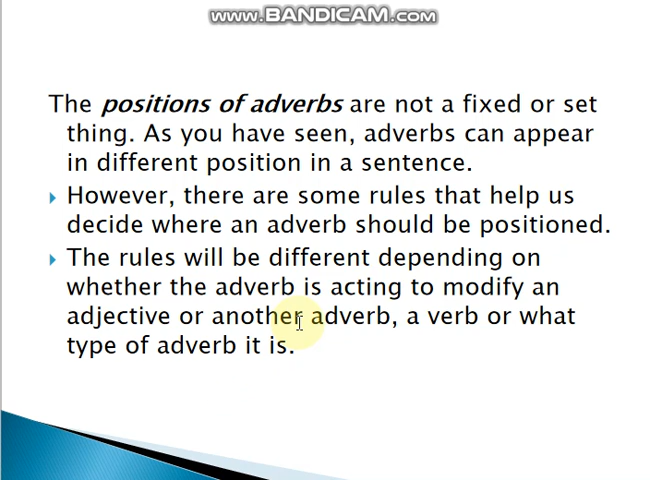 www.BANDICAM.com
The positions of adverbs are not a fixed or set
thing. As you have seen, adverbs can appear
in different position in a sentence.
However, there are some rules that help us
decide where an adverb should be positioned.
The rules will be different depending on
whether the adverb is acting to modify an
adjective or another adverb, a verb or what
type of adverb it is.